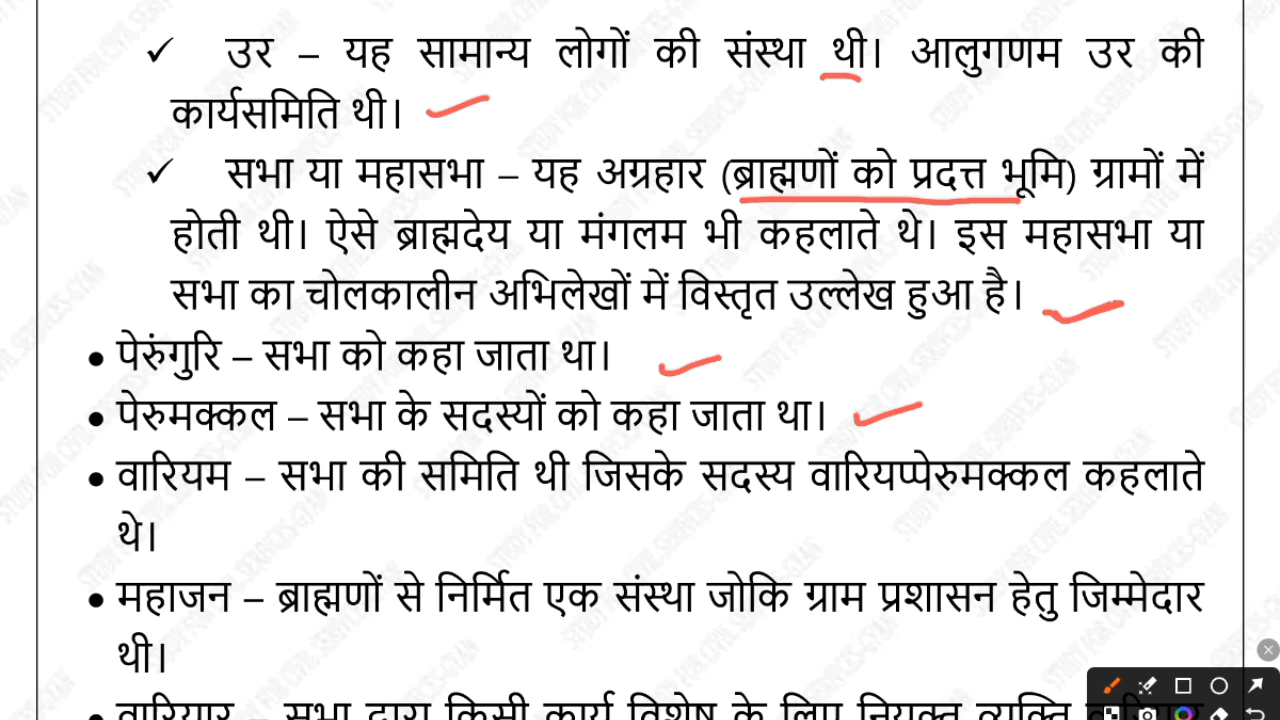 ✓ उर – यह सामान्य लोगों की संस्था थी। आलुगणम उर की
कार्यसमिति थी।
✓ सभा या महासभा – यह अग्रहार (ब्राह्मणों को प्रदत्त भूमि) ग्रामों में
होती थी। ऐसे ब्राह्मदेय या मंगलम भी कहलाते थे। इस महासभा या
सभा का चोलकालीन अभिलेखों में विस्तृत उल्लेख हुआ है।
• पेरुंगुरि – सभा को कहा जाता था।
• पेरुमक्कल – सभा के सदस्यों को कहा जाता था।
• वारियम – सभा की समिति थी जिसके सदस्य वारियप्पेरुमक्कल कहलाते
थे।
• महाजन – ब्राह्मणों से निर्मित एक संस्था जोकि ग्राम प्रशासन हेतु जिम्मेदार
थी।
• वारियार – सभा द्वारा किसी कार्य विशेष के लिए नियुक्त व्यक्ति